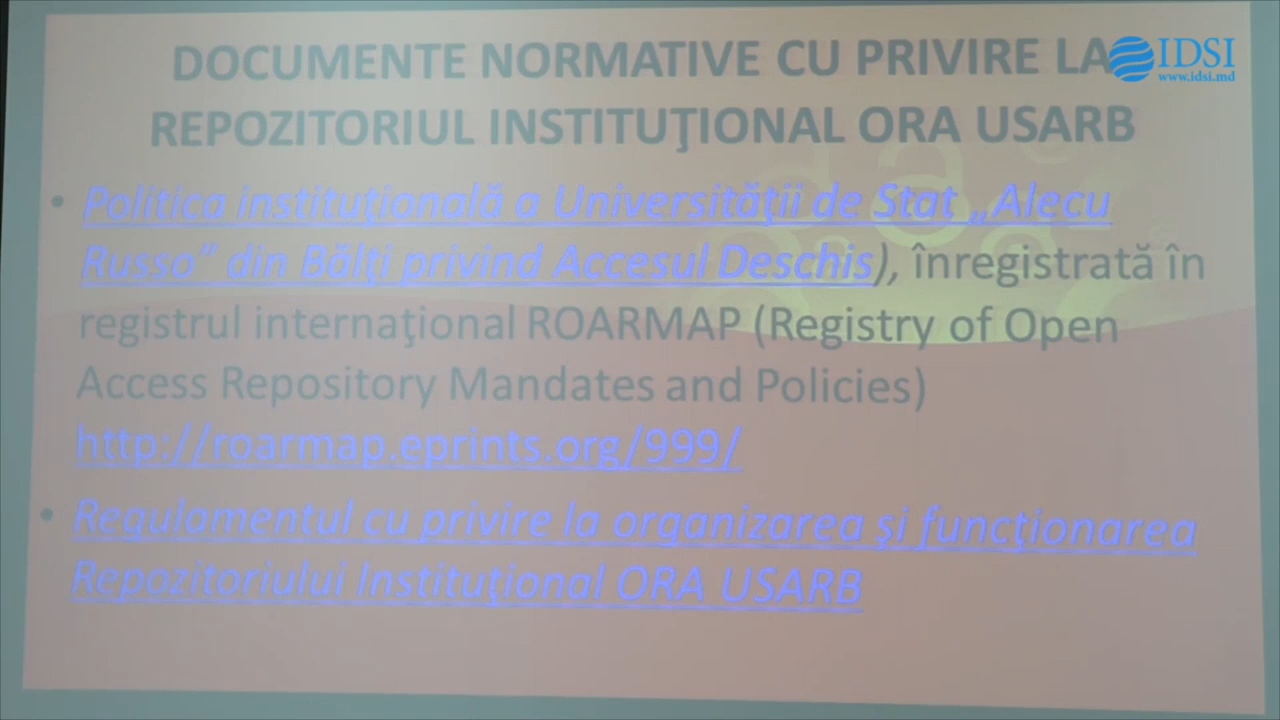 DOCUMENTE NORMATIVE CU PRIVIRE LA
REPOZITORIUL INSTITUŢIONAL ORA USARB
• Politica instituţională a Universităţii de Stat „Alecu
Russo” din Bălţi privind Accesul Deschis), înregistrată în
registrul internaţional ROARMAP (Registry of Open
Access Repository Mandates and Policies)
http://roarmap.eprints.org/999/
• Regulamentul cu privire la organizarea şi funcţionarea
Repozitoriului Instituţional ORA USARB
IDSI
www.idsi.md